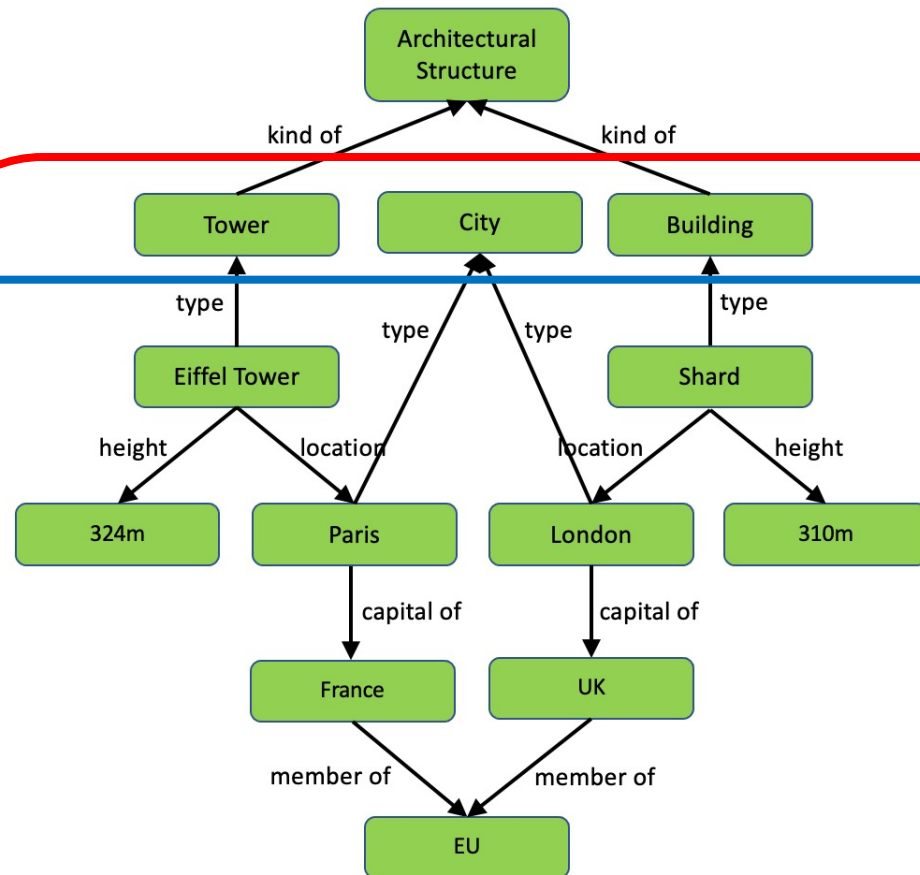 Architectural
Structure
kind of
kind of
Tower
City
Building
type
type
type
type
Eiffel Tower
Shard
height
location
location
height
324m
Paris
London
310m
capital of
capital of
France
UK
member of
member of
EU